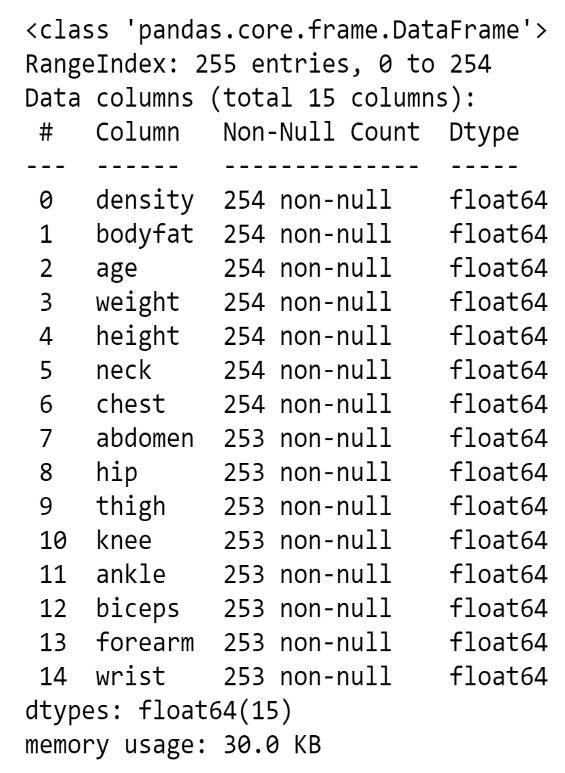 <class 'pandas.core.frame.DataFrame'>
RangeIndex: 255 entries, 0 to 254
Data columns (total 15 columns):
 #   Column   Non-Null Count  Dtype
---  ------   --------------  -----
 0   density  254 non-null    float64
 1   bodyfat  254 non-null    float64
 2   age      254 non-null    float64
 3   weight   254 non-null    float64
 4   height   254 non-null    float64
 5   neck     254 non-null    float64
 6   chest    254 non-null    float64
 7   abdomen  253 non-null    float64
 8   hip      253 non-null    float64
 9   thigh    253 non-null    float64
 10  knee     253 non-null    float64
 11  ankle    253 non-null    float64
 12  biceps   253 non-null    float64
 13  forearm  253 non-null    float64
 14  wrist    253 non-null    float64
dtypes: float64(15)
memory usage: 30.0 KB